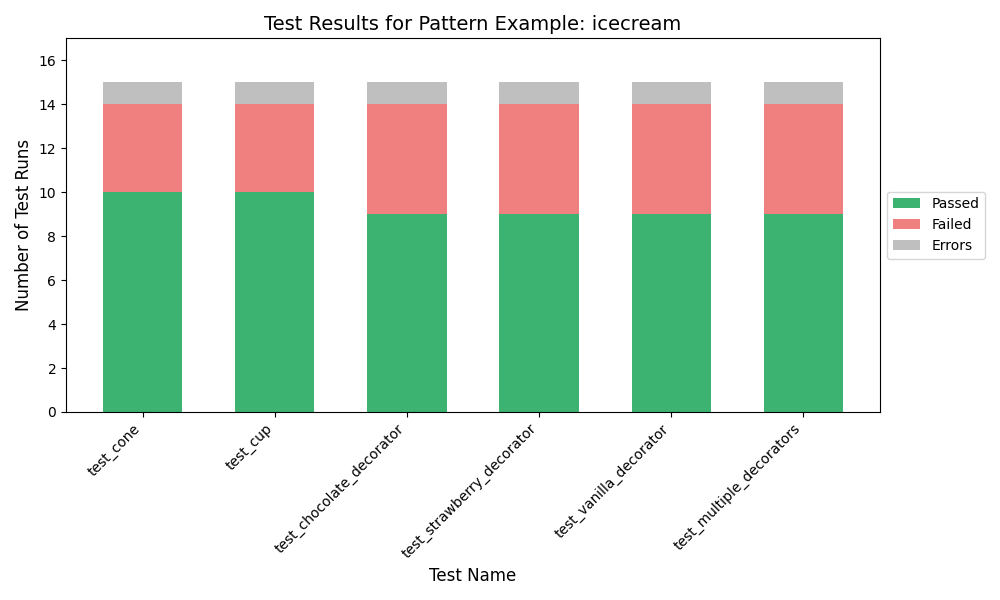 Test Results for Pattern Example: icecream
Number of Test Runs
16
14
12
10
8
6
4
2
0
Passed
Failed
Errors
test_cone
test_cup
test_chocolate_decorator
test_strawberry_decorator
test_vanilla_decorator
test_multiple_decorators
Test Name